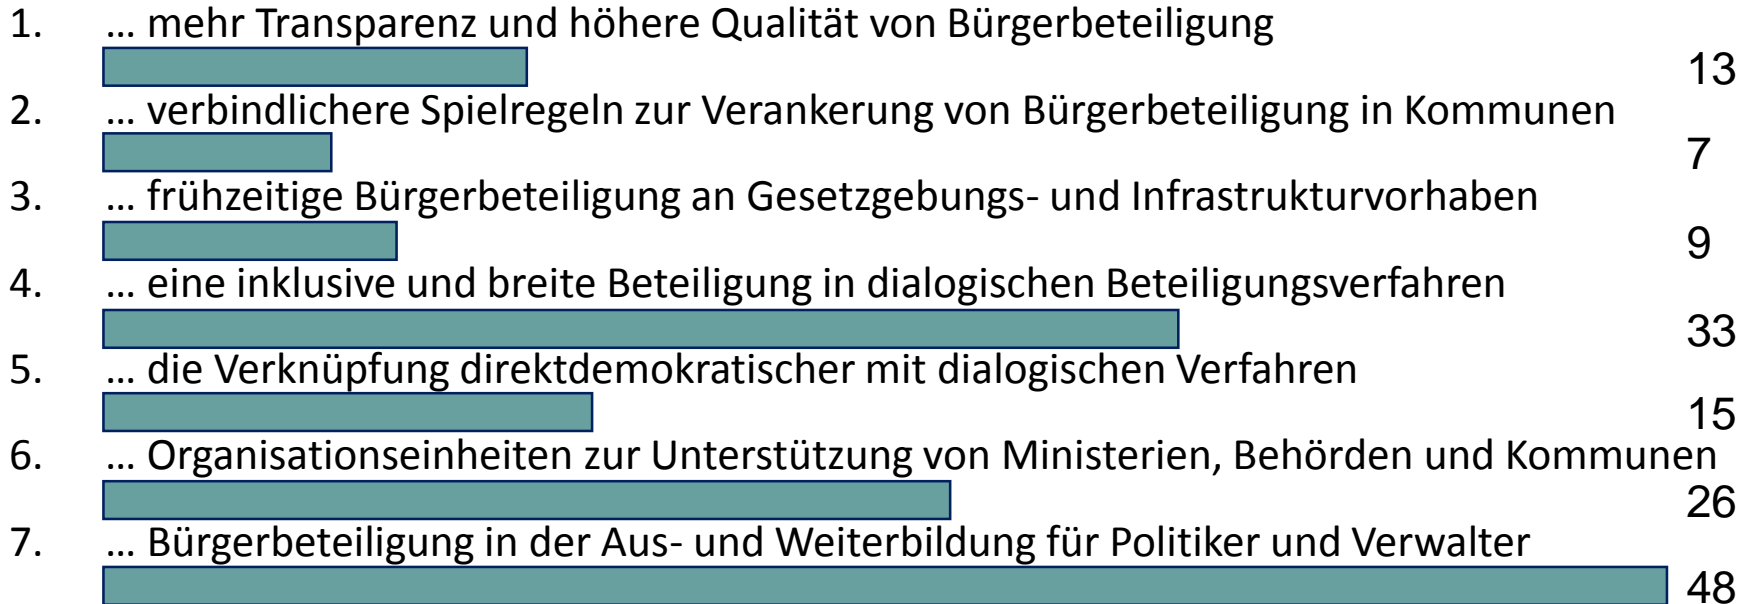 1. ... mehr Transparenz und höhere Qualität von Bürgerbeteiligung
13
2. ... verbindlichere Spielregeln zur Verankerung von Bürgerbeteiligung in Kommunen
7
3. ... frühzeitige Bürgerbeteiligung an Gesetzgebungs- und Infrastrukturvorhaben
9
4. ... eine inklusive und breite Beteiligung in dialogischen Beteiligungsverfahren
33
5. ... die Verknüpfung direktdemokratischer mit dialogischen Verfahren
15
6. ... Organisationseinheiten zur Unterstützung von Ministerien, Behörden und Kommunen
26
7. ... Bürgerbeteiligung in der Aus- und Weiterbildung für Politiker und Verwalter
48